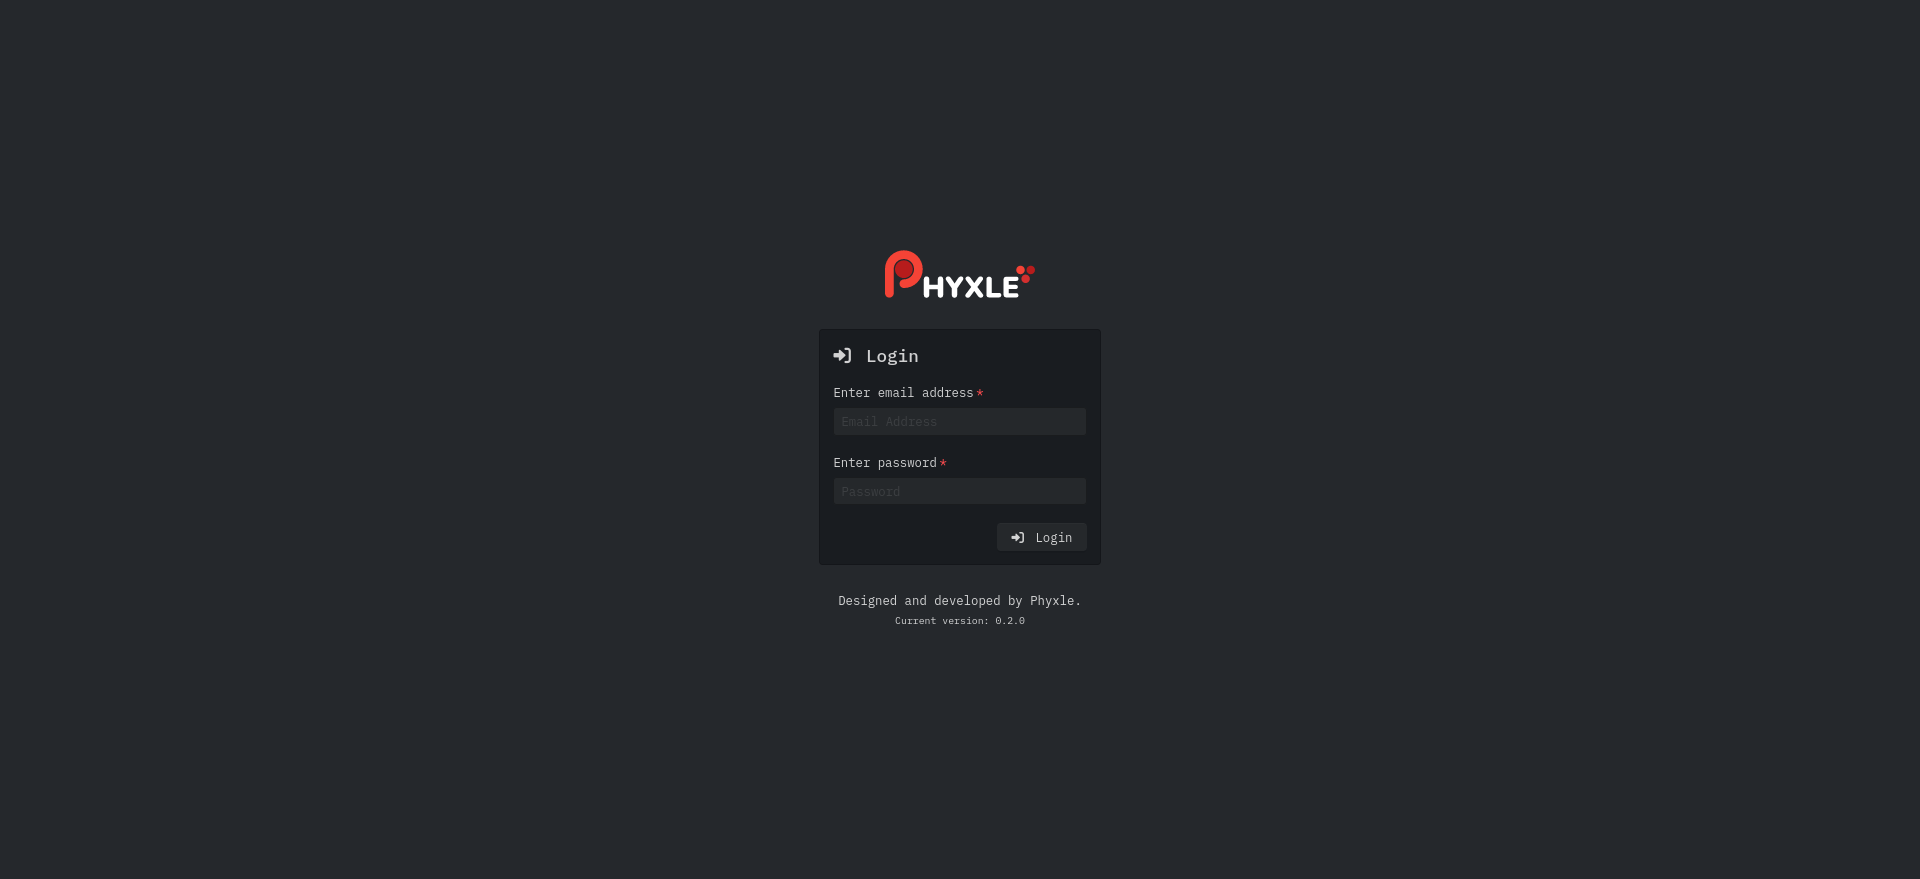 PHYXLE
Login
Enter email address *
Email Address
Enter password *
Password
Login
Designed and developed by Phyxle.
Current version: 0.2.0